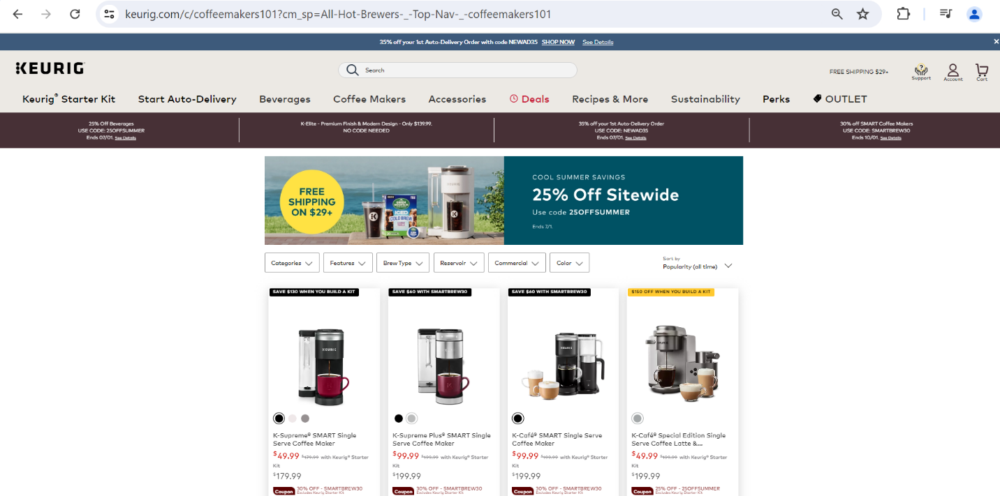 keurig.com/c/coffeemakers101?cm_sp=All-Hot-Brewers-_-Top-Nav-_-coffeemakers101
35% off your 1st Auto-Delivery Order with code NEWAD35 SHOP NOW See Details
KEURIG
Search
FREE SHIPPING $29+
Support
Account
Cart
Keurig® Starter Kit Start Auto-Delivery Beverages Coffee Makers Accessories Deals Recipes & More Sustainability Perks OUTLET
25% Off Beverages
USE CODE: 25OFFSUMMER
Ends 07/01. See Details
K-Elite - Premium Finish & Modern Design - Only $139.99.
NO CODE NEEDED
35% off your 1st Auto-Delivery Order
USE CODE: NEWAD35
Ends 07/01. See Details
30% off SMART Coffee Makers
USE CODE: SMARTBREW30
Ends 10/01. See Details
FREE
SHIPPING
ON $29+
GREEN
MOUNTAIN
ICED
COLD BREW
KEURIG
COOL SUMMER SAVINGS
25% Off Sitewide
Use code 25OFFSUMMER
Ends 7/1.
Categories Features Brew Type Reservoir Commercial Color
Sort by
Popularity (all time)
SAVE $130 WHEN YOU BUILD A KIT
KEURIG
K-Supreme® SMART Single
Serve Coffee Maker
$49.99 $179.99 with Keurig® Starter
Kit
$179.99
Coupon 30% OFF - SMARTBREW30
Excludes Keurig Starter Kit
SAVE $60 WITH SMARTBREW30
K-Supreme Plus® SMART Single
Serve Coffee Maker
$99.99 $199.99 with Keurig® Starter
Kit
$199.99
Coupon 30% OFF - SMARTBREW30
Excludes Keurig Starter Kit
SAVE $60 WITH SMARTBREW30
KEURIG
K-Café® SMART Single Serve
Coffee Maker
$99.99 $199.99 with Keurig® Starter
Kit
$199.99
Coupon 30% OFF - SMARTBREW30
Excludes Keurig Starter Kit
$150 OFF WHEN YOU BUILD A KIT
KEURIG
K-Café® Special Edition Single
Serve Coffee Latte &...
$49.99 $199.99 with Keurig® Starter
Kit
$199.99
Coupon 25% OFF - 25OFFSUMMER
Excludes Keurig Starter Kit